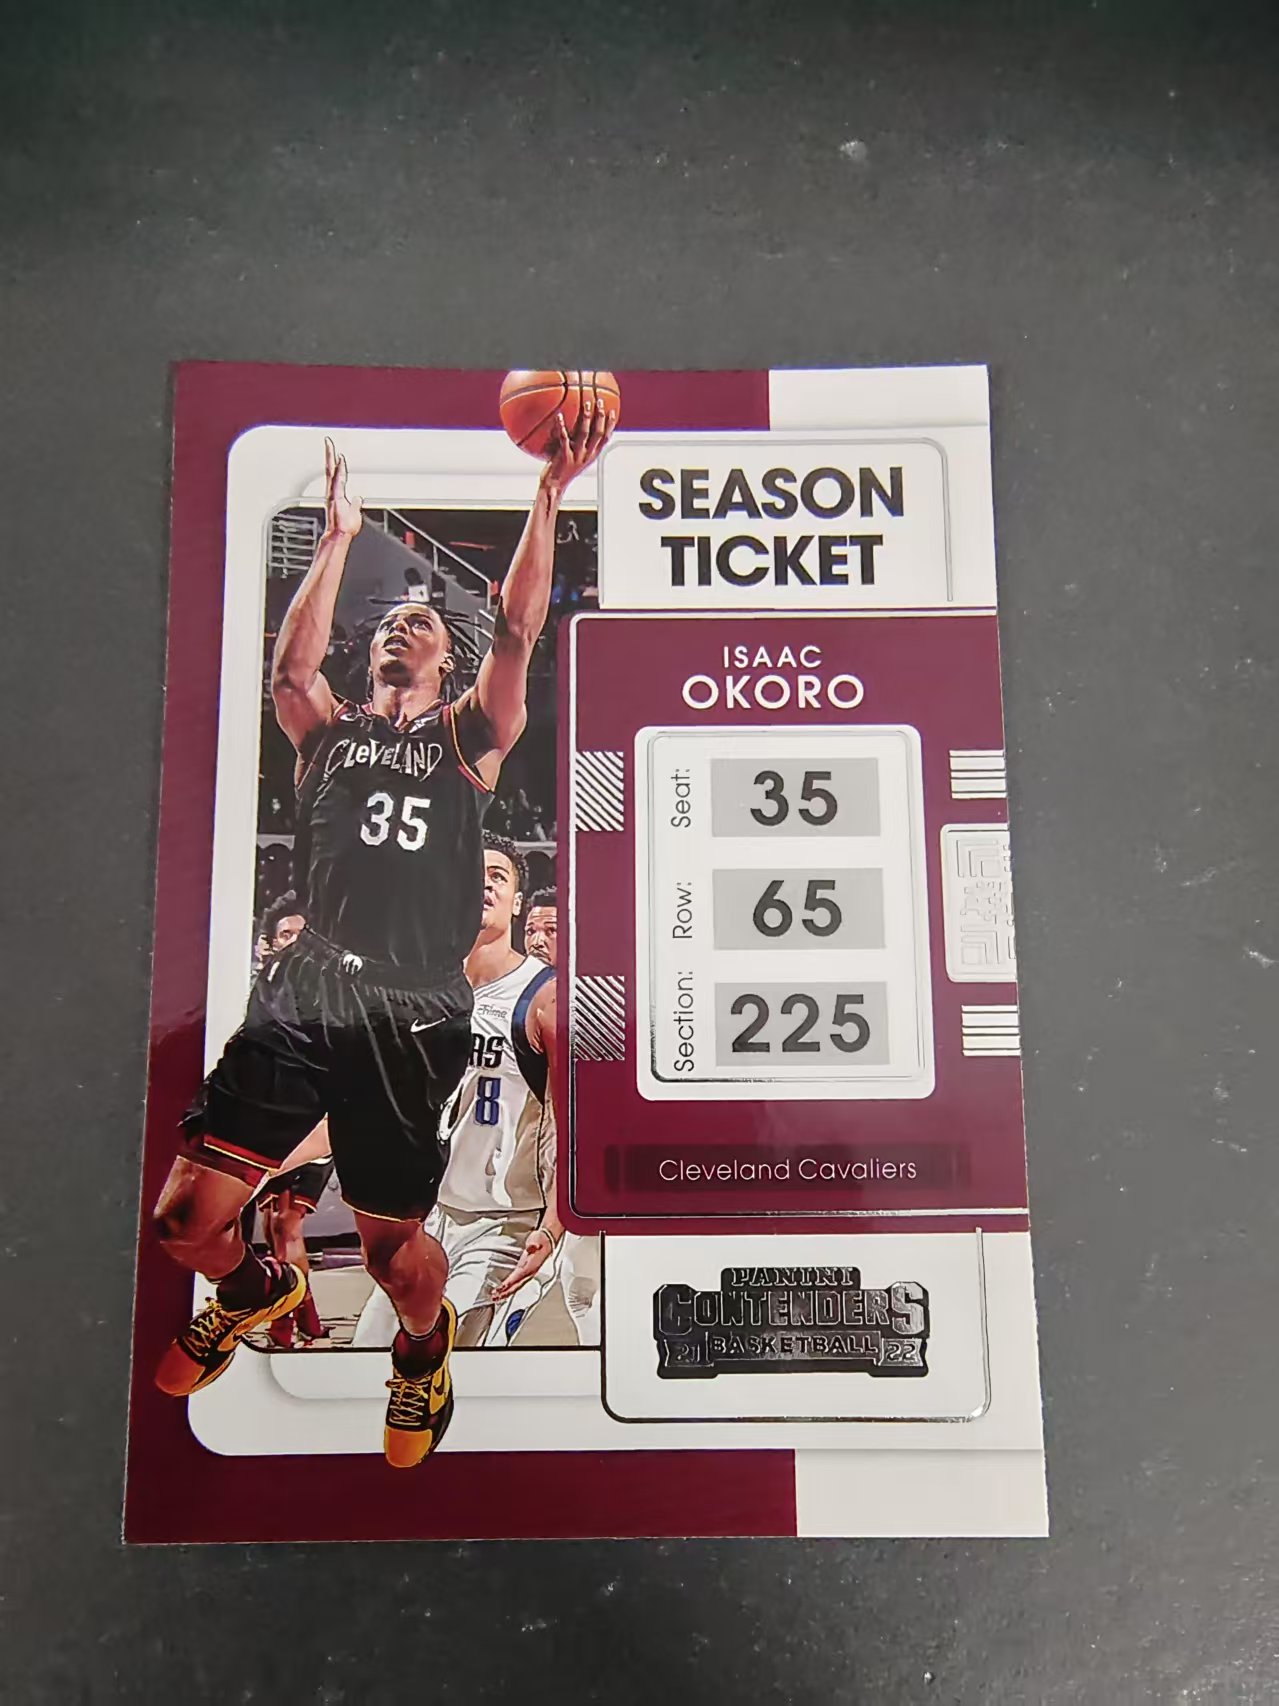 SEASON
TICKET
ISAAC
OKORO
Seat: 35
Row: 65
Section: 225
Cleveland Cavaliers
CLEVELAND
35
8
PANINI
CONTENDERS
21 BASKETBALL 22